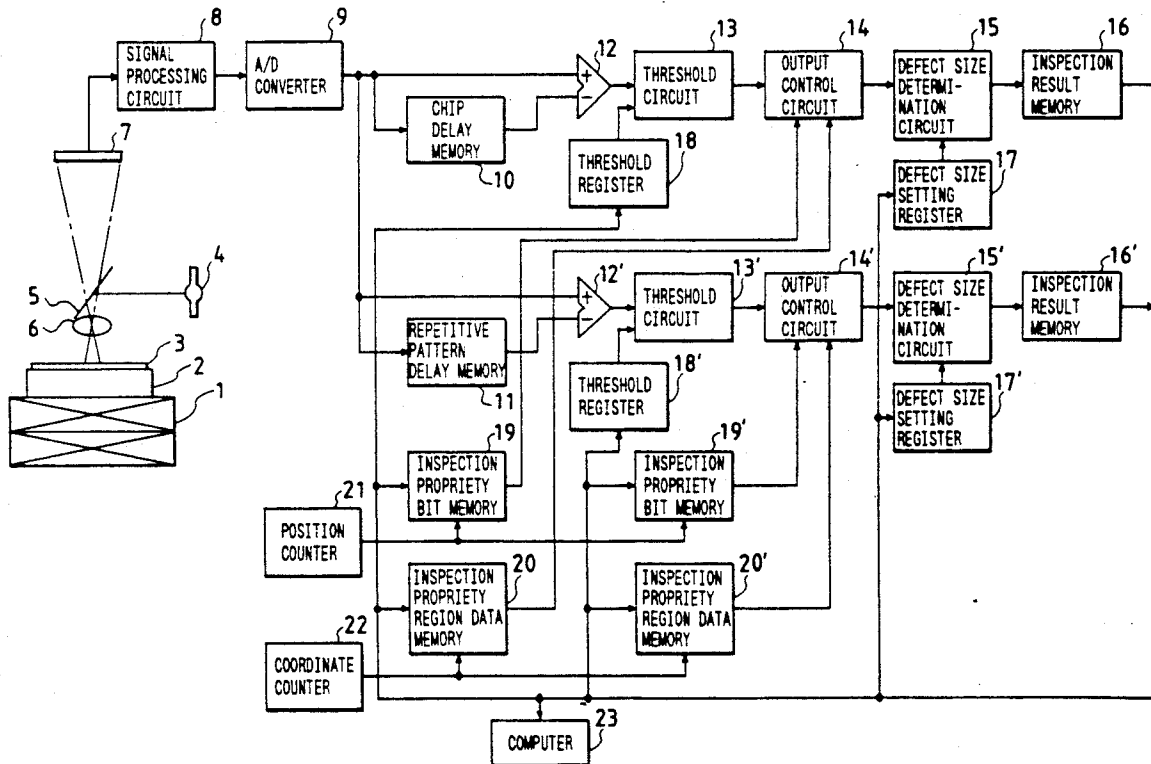 8
SIGNAL
PROCESSING
CIRCUIT
9
A/D
CONVERTER
7
4
5
6
3
2
1
CHIP
DELAY
MEMORY
10
12
+
−
13
THRESHOLD
CIRCUIT
18
THRESHOLD
REGISTER
14
OUTPUT
CONTROL
CIRCUIT
15
DEFECT SIZE
DETERMI-
NATION
CIRCUIT
16
INSPECTION
RESULT
MEMORY
17
DEFECT SIZE
SETTING
REGISTER
REPETITIVE
PATTERN
DELAY MEMORY
11
12'
+
−
13'
THRESHOLD
CIRCUIT
18'
THRESHOLD
REGISTER
14'
OUTPUT
CONTROL
CIRCUIT
15'
DEFECT SIZE
DETERMI-
NATION
CIRCUIT
16'
INSPECTION
RESULT
MEMORY
17'
DEFECT SIZE
SETTING
REGISTER
19
INSPECTION
PROPRIETY
BIT MEMORY
19'
INSPECTION
PROPRIETY
BIT MEMORY
21
POSITION
COUNTER
20
INSPECTION
PROPRIETY
REGION DATA
MEMORY
20'
INSPECTION
PROPRIETY
REGION DATA
MEMORY
22
COORDINATE
COUNTER
COMPUTER
23